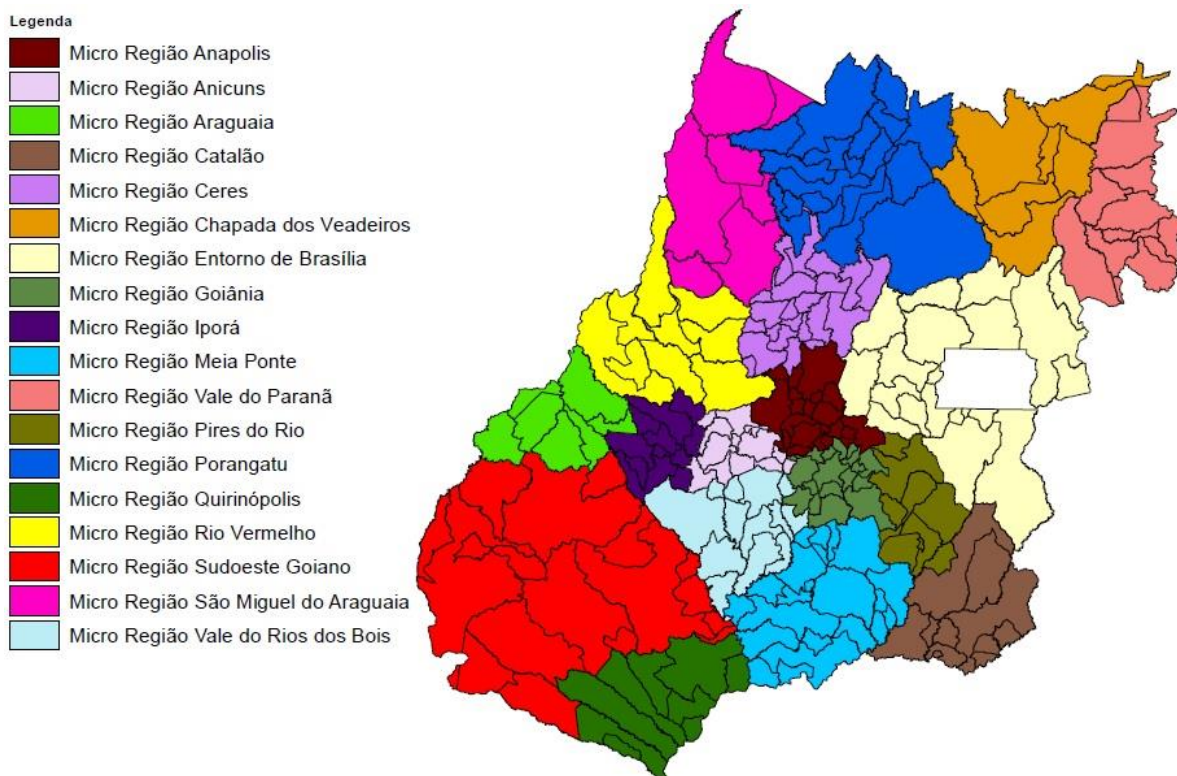 Legenda
Micro Região Anapolis
Micro Região Anicuns
Micro Região Araguaia
Micro Região Catalão
Micro Região Ceres
Micro Região Chapada dos Veadeiros
Micro Região Entorno de Brasília
Micro Região Goiânia
Micro Região Iporá
Micro Região Meia Ponte
Micro Região Vale do Paranã
Micro Região Pires do Rio
Micro Região Porangatu
Micro Região Quirinópolis
Micro Região Rio Vermelho
Micro Região Sudoeste Goiano
Micro Região São Miguel do Araguaia
Micro Região Vale do Rios dos Bois